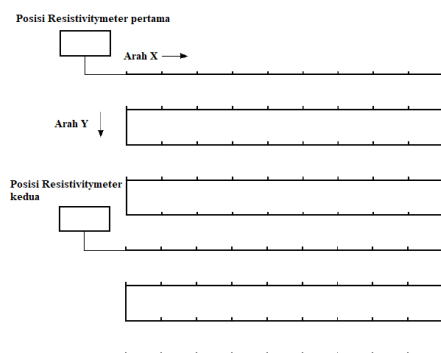 Posisi Resistivitymeter pertama
Arah X
Arah Y
Posisi Resistivitymeter
kedua